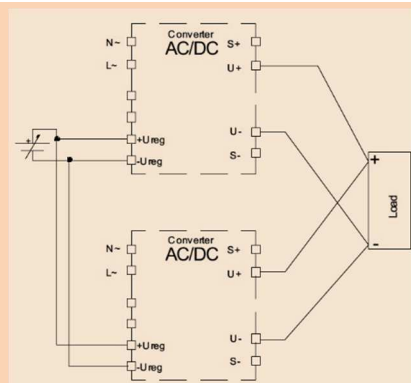 Converter
AC/DC
N~
L~
+Ureg
-Ureg
S+
U+
U-
S-
+
Converter
AC/DC
N~
L~
+Ureg
-Ureg
S+
U+
U-
S-
+
-
Load